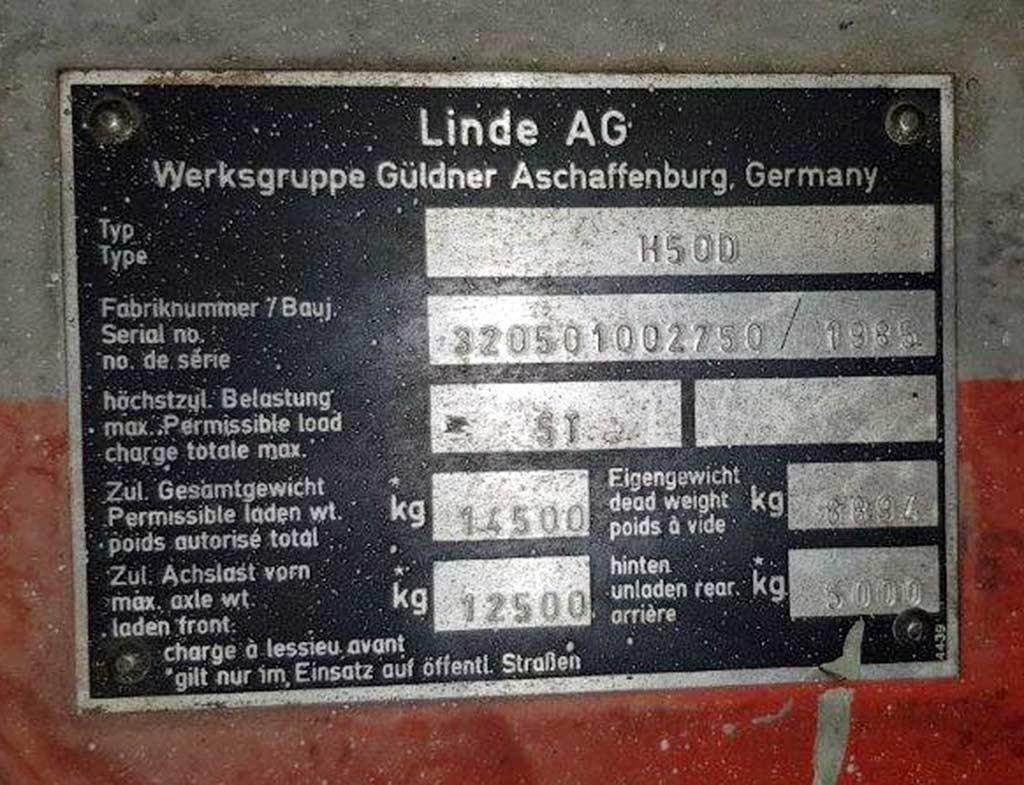 Linde AG
Werksgruppe Güldner Aschaffenburg, Germany
Typ
Type
H50D
Fabriknummer / Bauj.
Serial no.
no. de série
320501002750 / 1985
höchstzul. Belastung
max. Permissible load
charge totale max.
5T
Zul. Gesamtgewicht
Permissible laden wt.
poids autorisé total
* kg
14500
Eigengewicht
dead weight
poids à vide
kg
Zul. Achslast vorn
max. axle wt.
laden front.
charge à lessieu avant
* kg
12500
hinten
unladen rear.
arrière
* kg
5000
*gilt nur im Einsatz auf öffentl. Straßen
4439